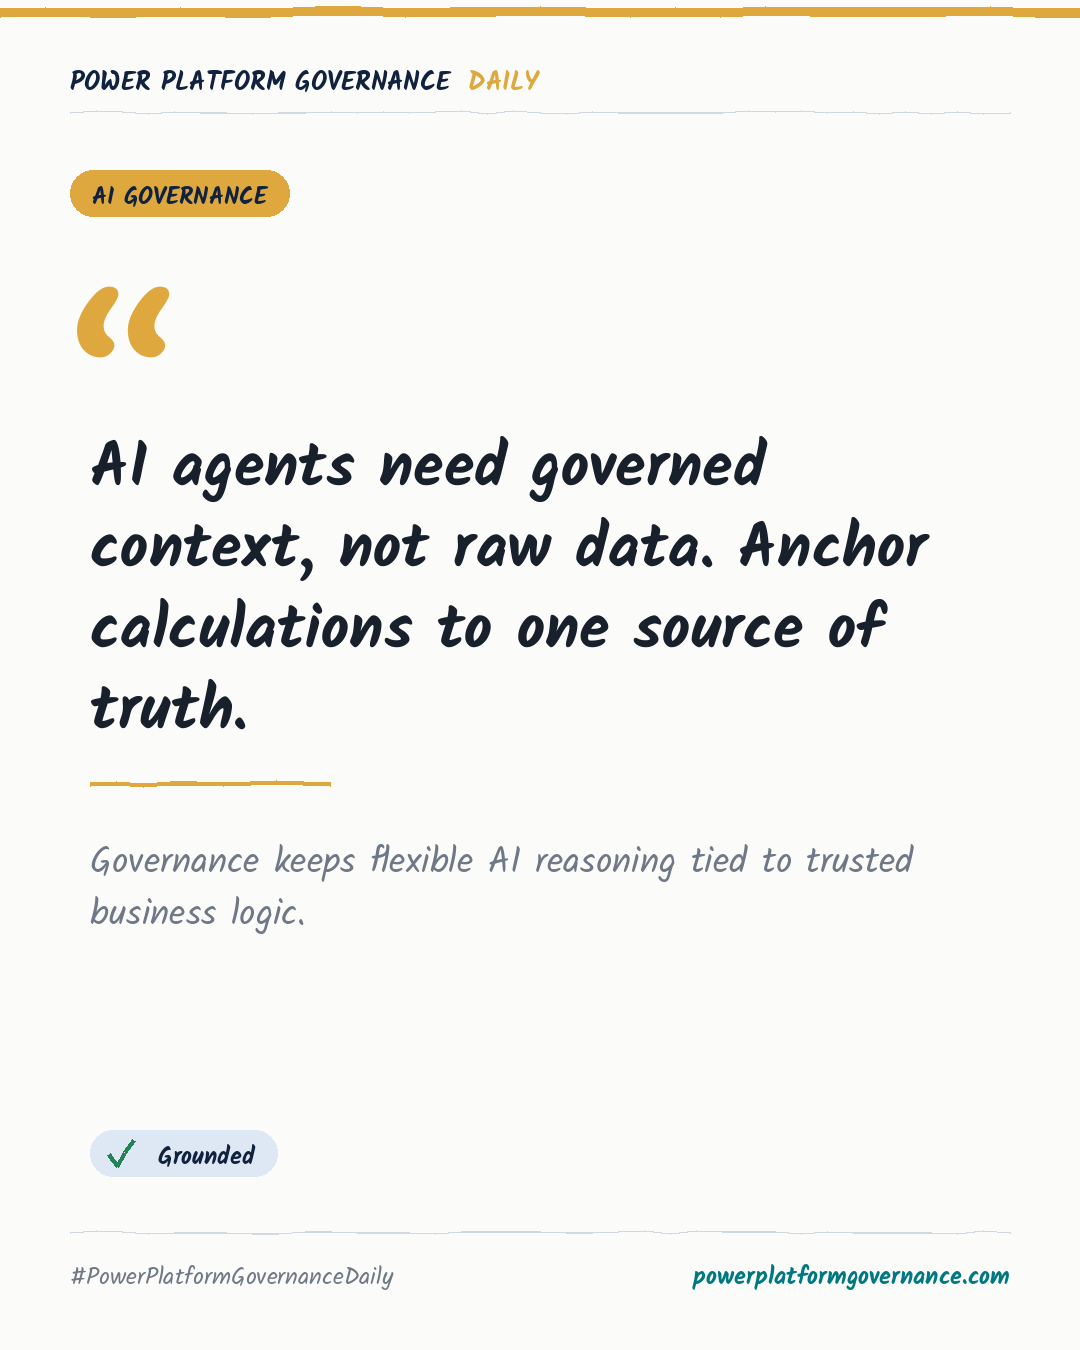 POWER PLATFORM GOVERNANCE DAILY
AI GOVERNANCE
“
AI agents need governed
context, not raw data. Anchor
calculations to one source of
truth.
Governance keeps flexible AI reasoning tied to trusted
business logic.
✓ Grounded
#PowerPlatformGovernanceDaily
powerplatformgovernance.com